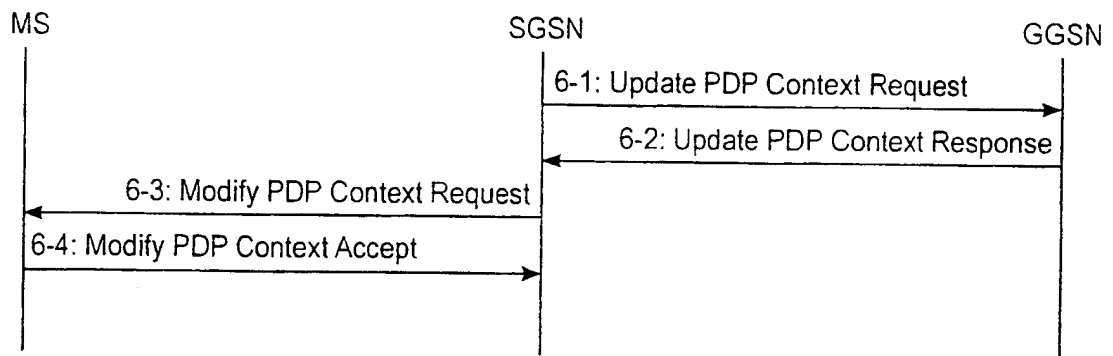 MS
SGSN
GGSN
6-1: Update PDP Context Request
6-2: Update PDP Context Response
6-3: Modify PDP Context Request
6-4: Modify PDP Context Accept